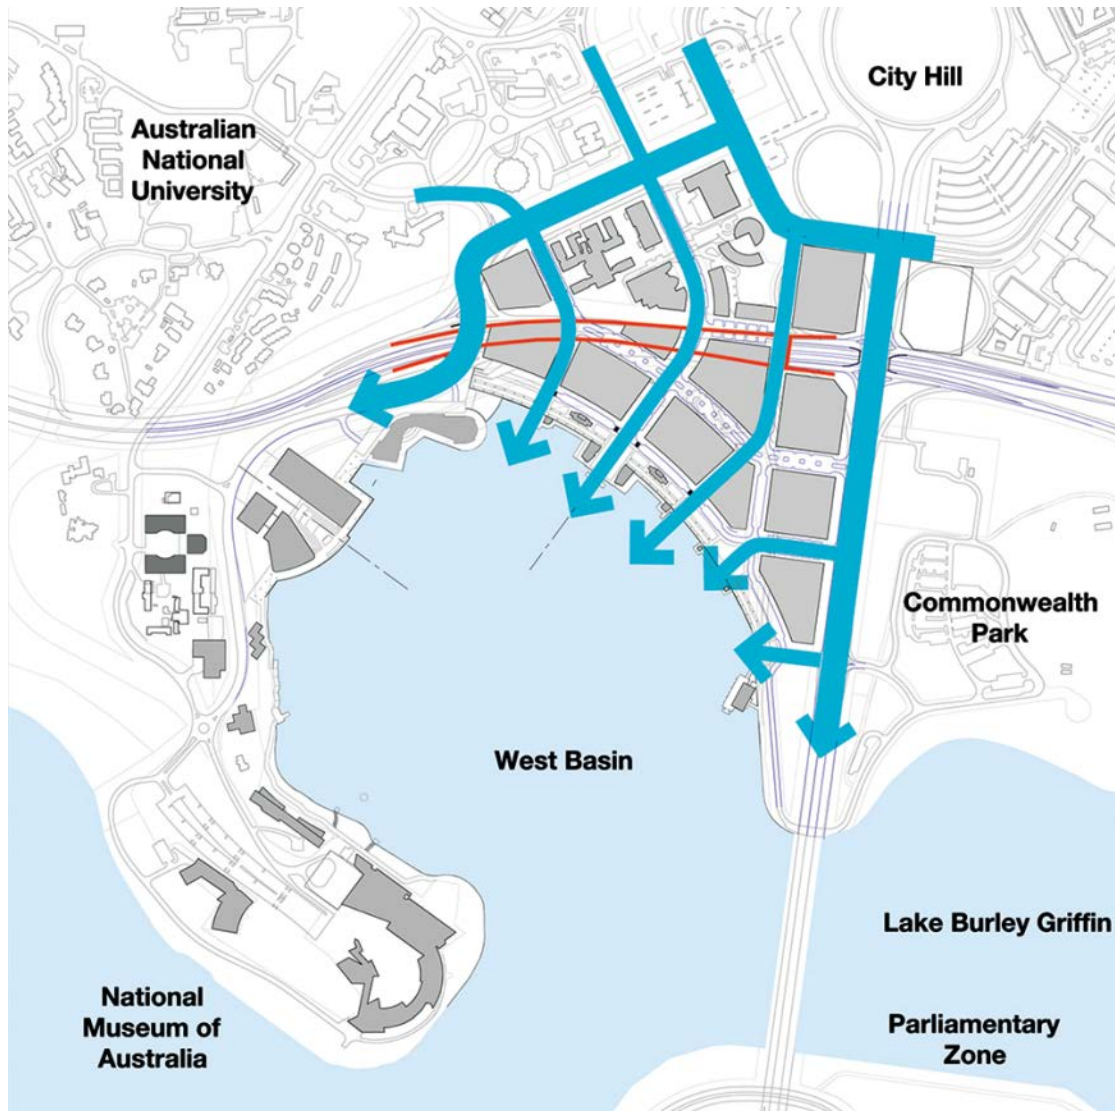 City Hill
Australian
National
University
Commonwealth
Park
West Basin
Lake Burley Griffin
National
Museum of
Australia
Parliamentary
Zone